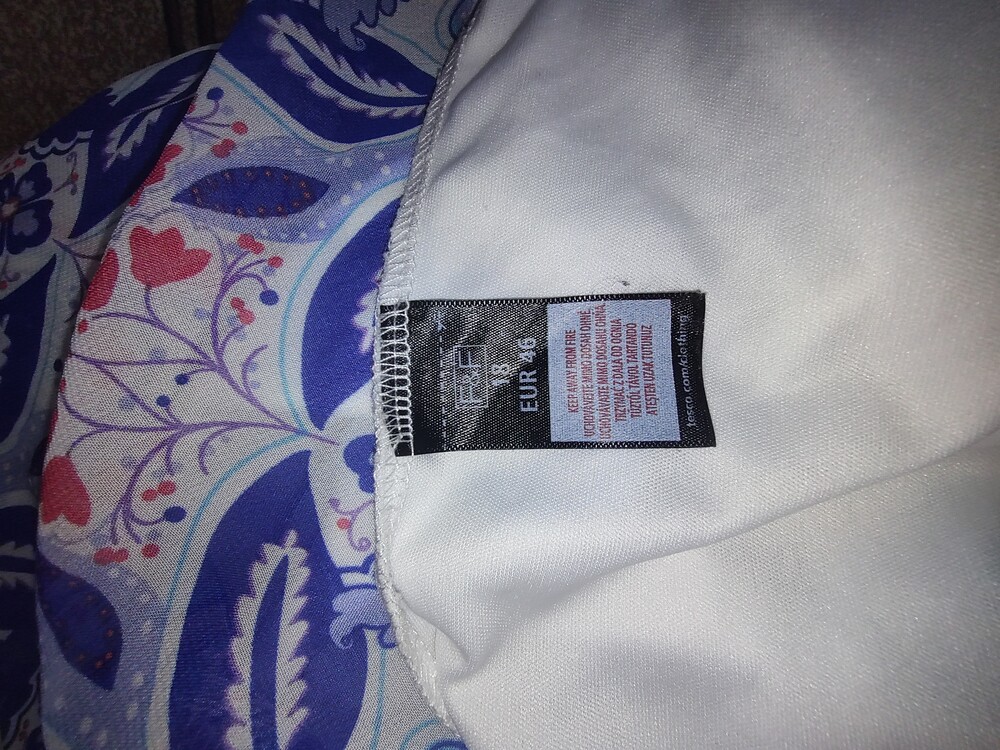 F&F
18
EUR 46
KEEP AWAY FROM FIRE
UCHOVÁVEJTE MIMO DOSAH OHNĚ
UCHOVÁVAJTE MIMO DOSAHU OHŇA
TRZYMAĆ Z DALA OD OGNIA
TŰZTŐL TÁVOL TARTANDÓ
ATEŞTEN UZAK TUTUNUZ
tesco.com/clothing